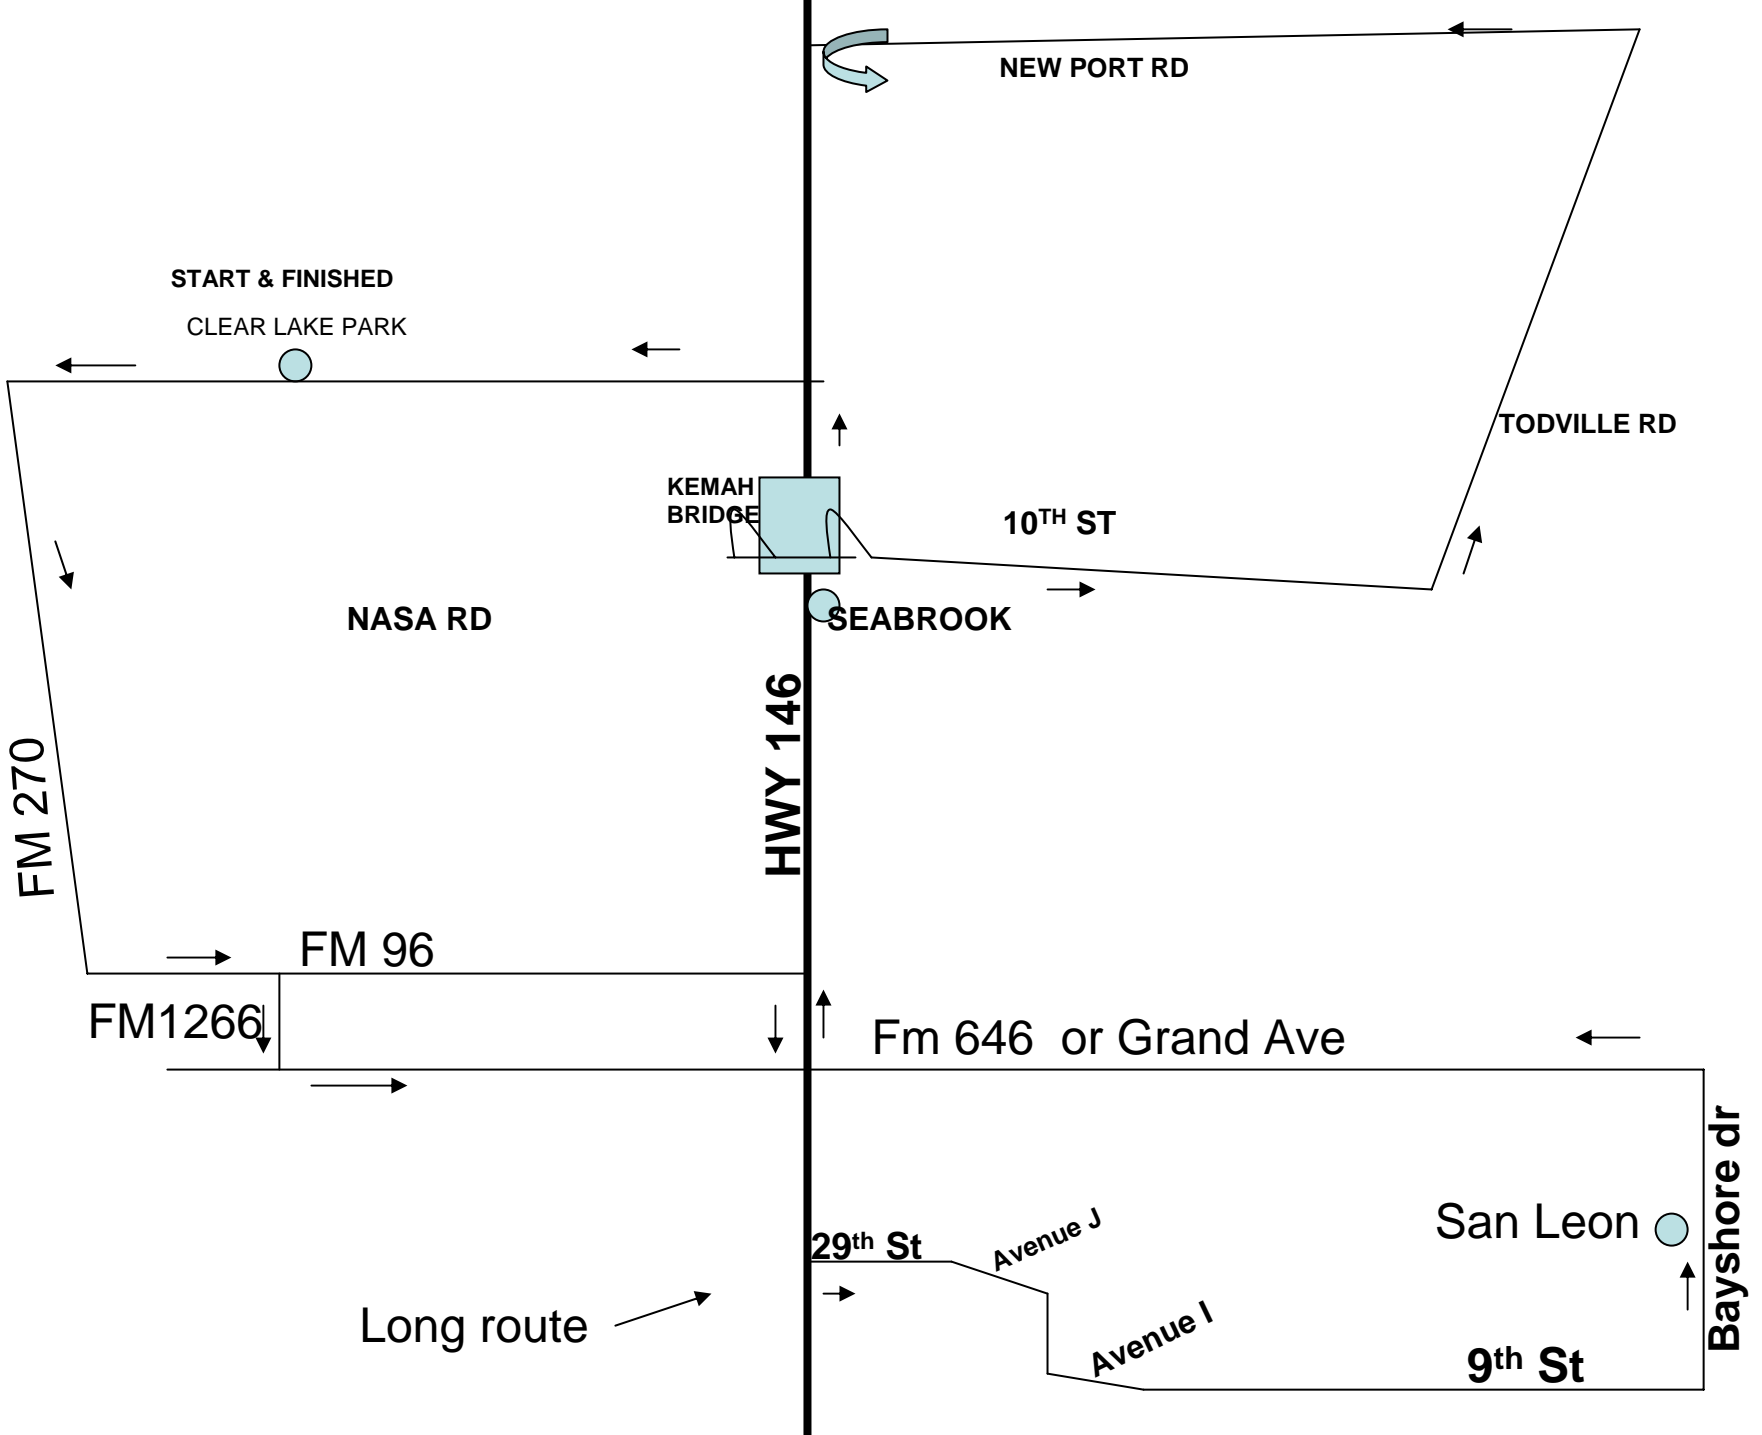 NEW PORT RD
START & FINISHED
CLEAR LAKE PARK
TODVILLE RD
KEMAH
BRIDGE
10TH ST
NASA RD
SEABROOK
HWY 146
FM 270
FM 96
FM1266
Fm 646 or Grand Ave
Bayshore dr
San Leon
29th St
Avenue J
Long route
Avenue I
9th St